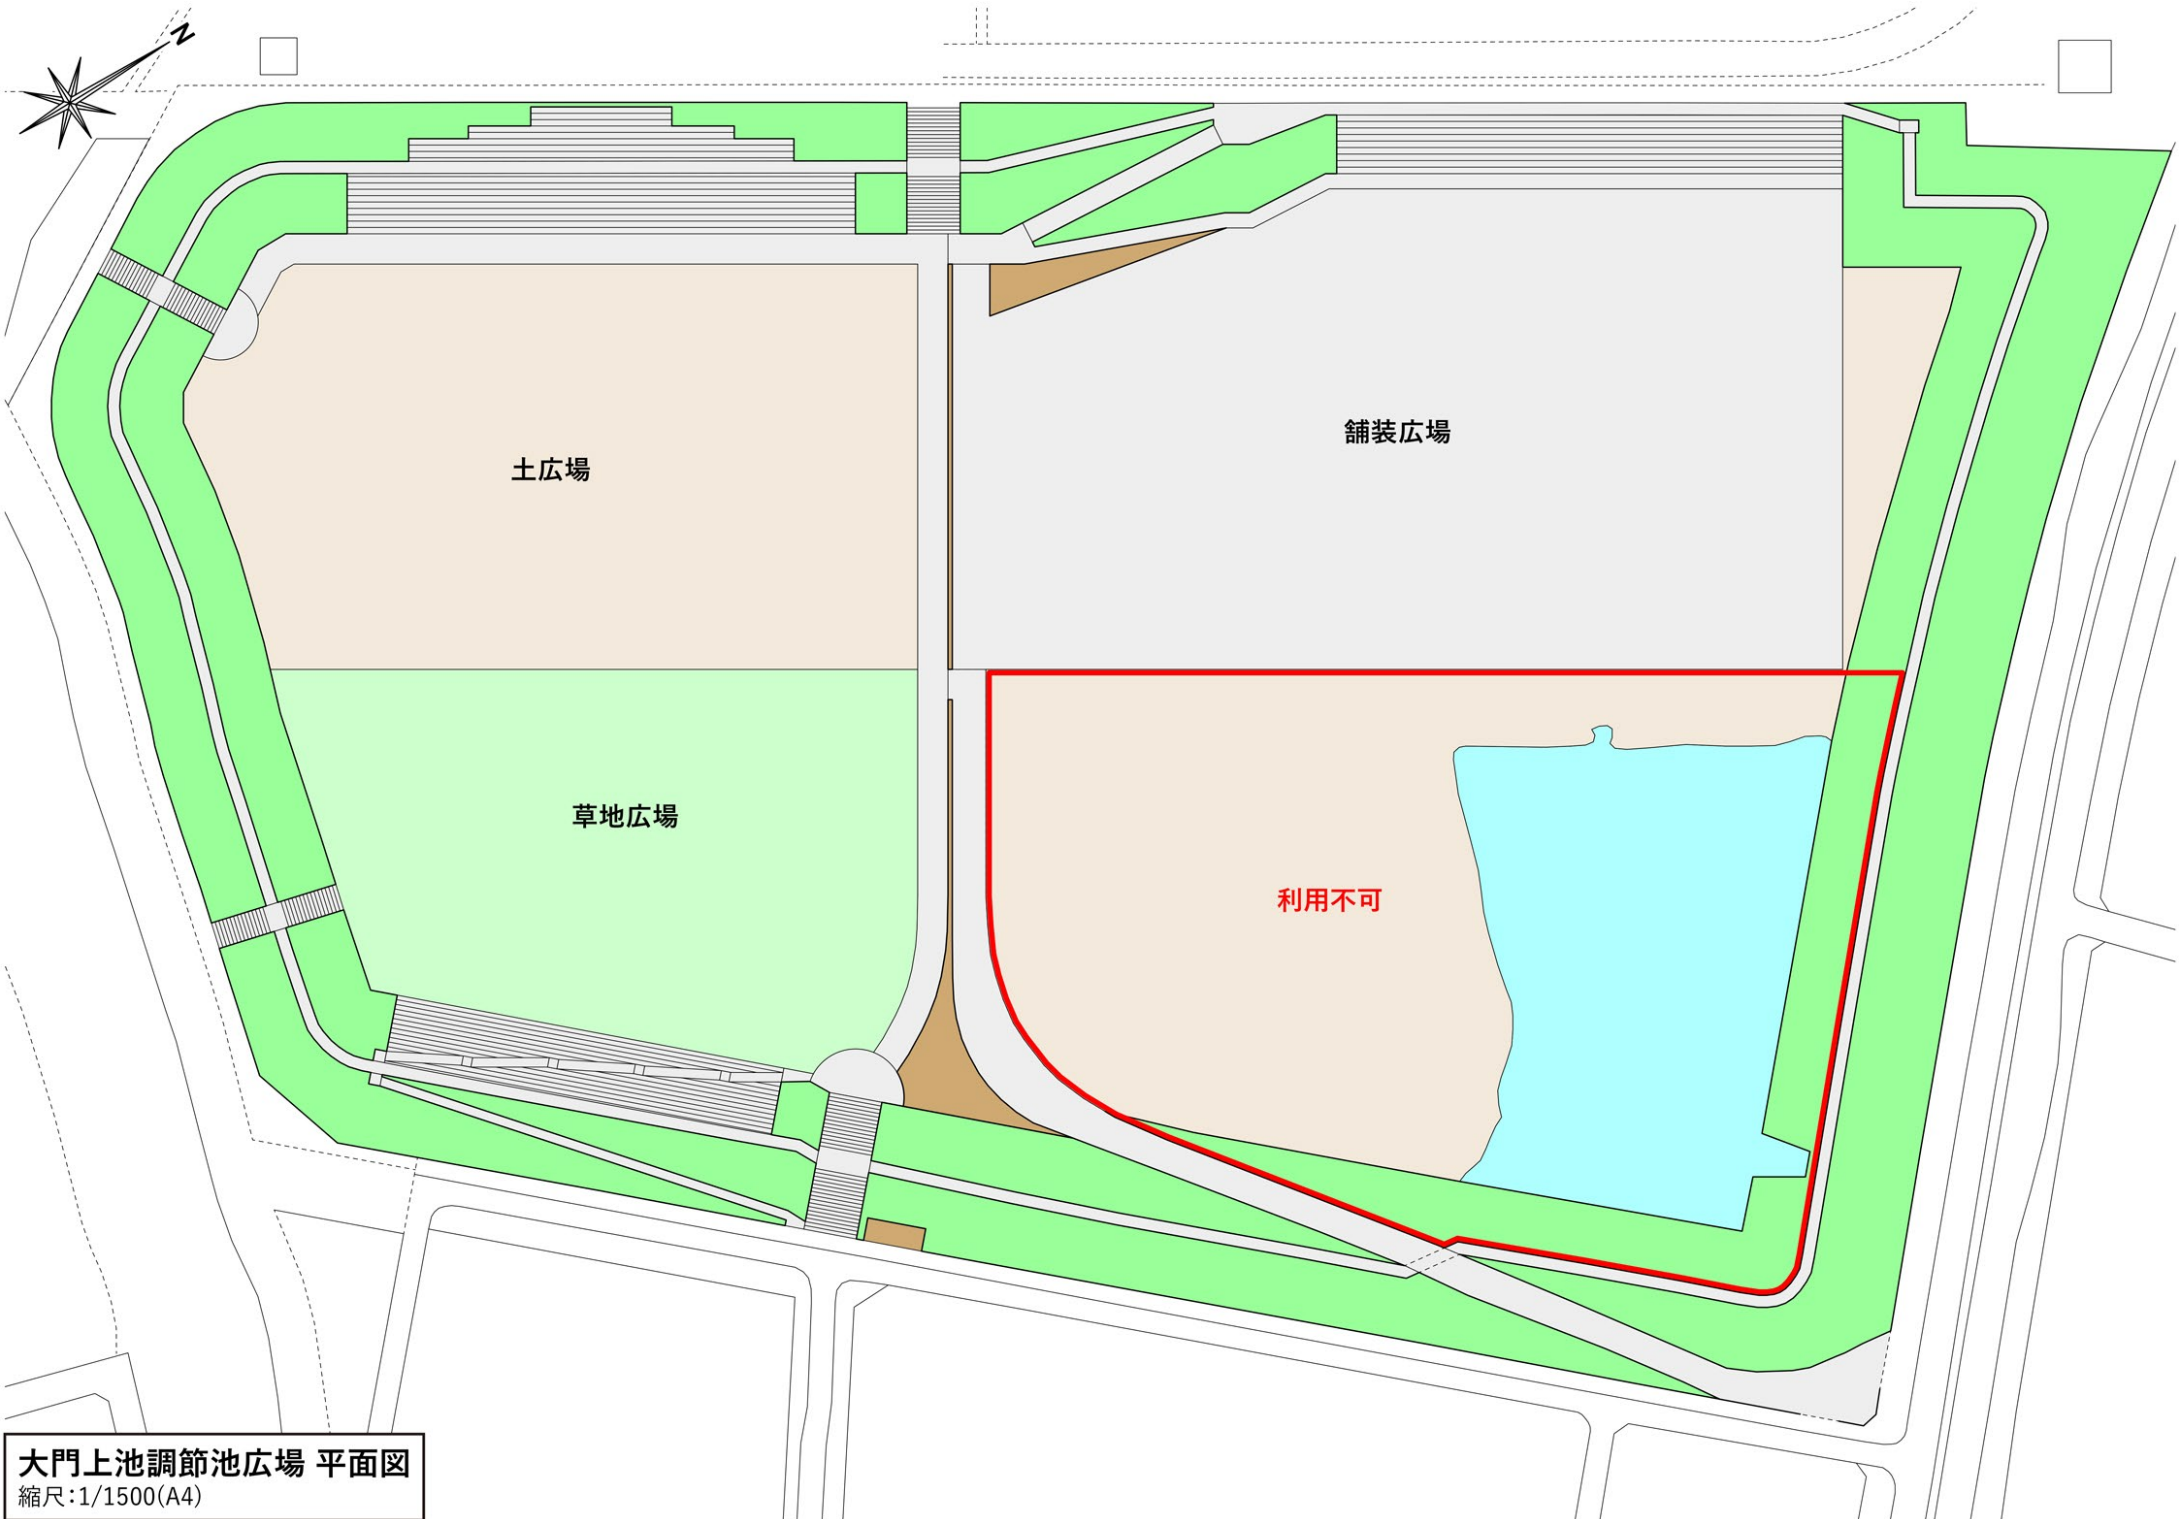 N
舗装広場
土広場
草地広場
利用不可
大門上池調節池広場 平面図
縮尺:1/1500(A4)